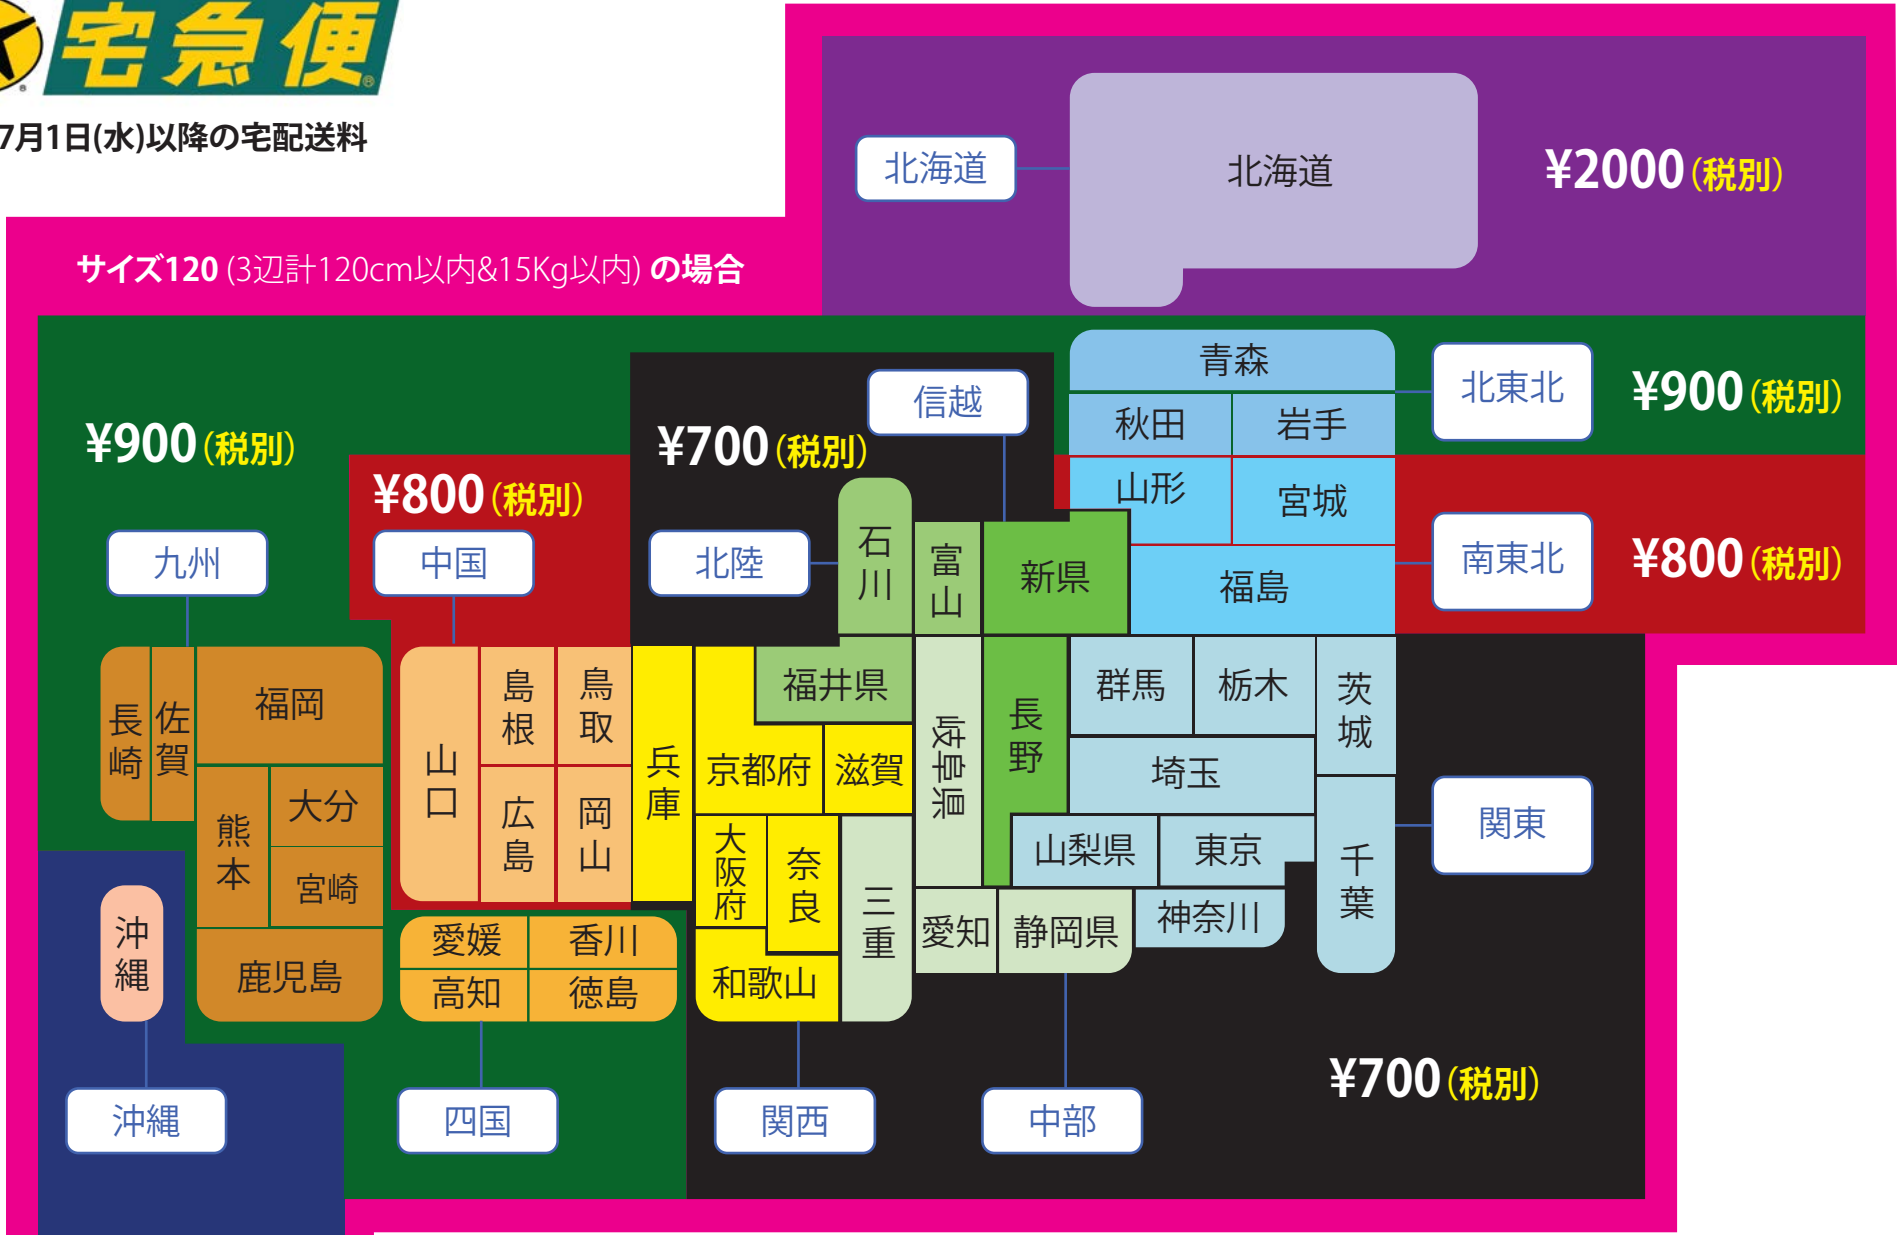 宅急便
7月1日(水)以降の宅配送料
北海道
北海道
¥2000(税別)
サイズ120 (3辺計120cm以内&15Kg以内) の場合
青森
北東北
¥900(税別)
信越
秋田
岩手
¥900(税別)
¥700(税別)
¥800(税別)
山形
宮城
九州
中国
北陸
石川
富山
新県
福島
南東北
¥800(税別)
長崎
佐賀
福岡
山口
島根
鳥取
兵庫
京都府
福井県
滋賀
岐阜県
長野
群馬
栃木
茨城
埼玉
熊本
大分
宮崎
広島
岡山
大阪府
奈良
三重
山梨県
東京
千葉
関東
沖縄
鹿児島
愛媛
香川
高知
徳島
和歌山
愛知
静岡県
神奈川
¥700(税別)
沖縄
四国
関西
中部